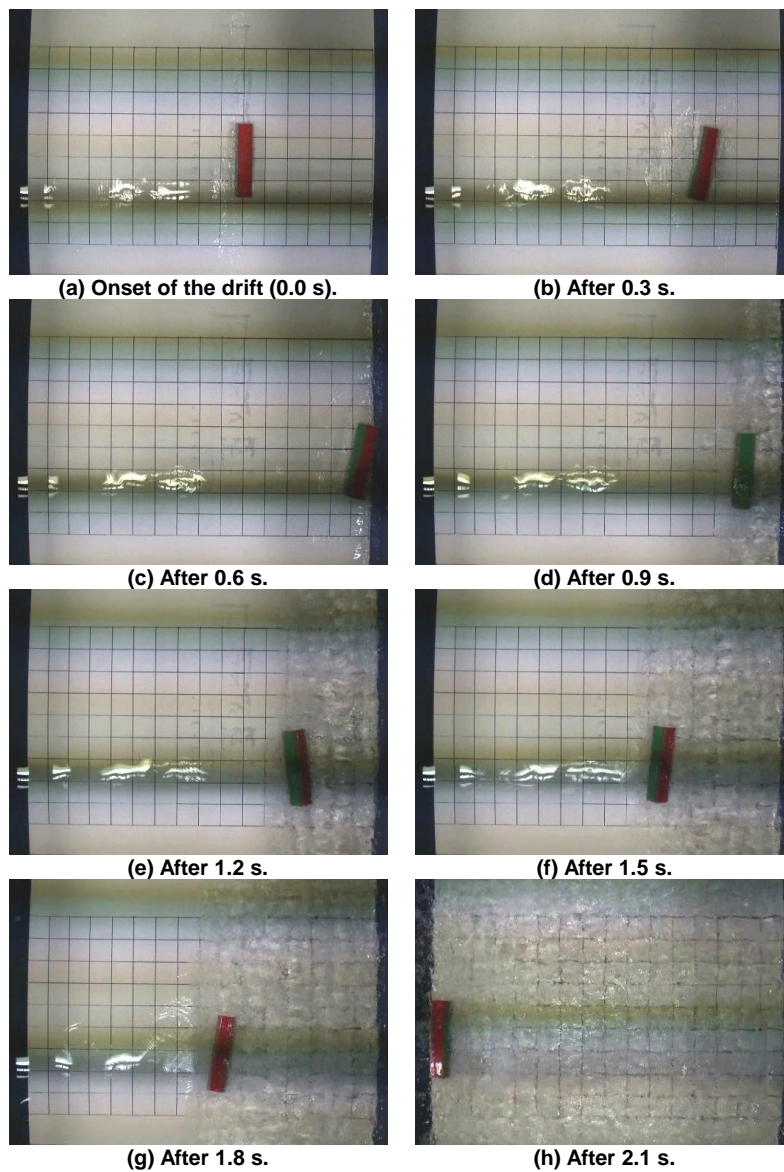 (a) Onset of the drift (0.0 s).
(b) After 0.3 s.
(c) After 0.6 s.
(d) After 0.9 s.
(e) After 1.2 s.
(f) After 1.5 s.
(g) After 1.8 s.
(h) After 2.1 s.